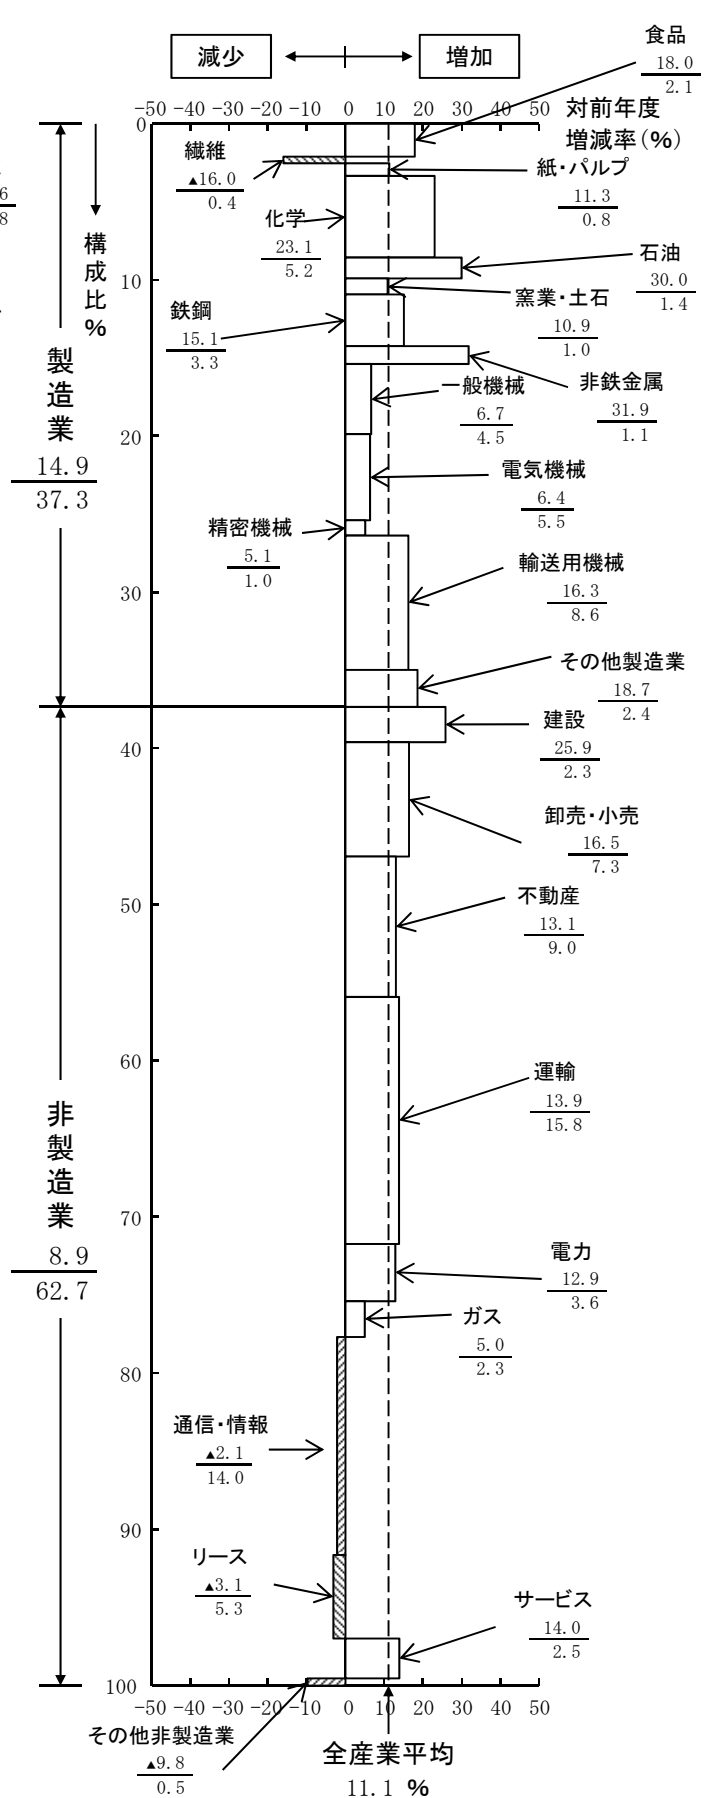 減少
増加
−50 −40 −30 −20 −10 0 10 20 30 40 50
対前年度
増減率(%)
食品
18.0
2.1
繊維
▲16.0
0.4
紙・パルプ
11.3
0.8
化学
23.1
5.2
石油
30.0
1.4
窯業・土石
10.9
1.0
鉄鋼
15.1
3.3
非鉄金属
31.9
1.1
一般機械
6.7
4.5
電気機械
6.4
5.5
精密機械
5.1
1.0
輸送用機械
16.3
8.6
その他製造業
18.7
2.4
建設
25.9
2.3
卸売・小売
16.5
7.3
不動産
13.1
9.0
運輸
13.9
15.8
電力
12.9
3.6
ガス
5.0
2.3
通信・情報
▲2.1
14.0
リース
▲3.1
5.3
サービス
14.0
2.5
その他非製造業
▲9.8
0.5
構成比%
製造業
14.9
37.3
非製造業
8.9
62.7
0
10
20
30
40
50
60
70
80
90
100
−50 −40 −30 −20 −10 0 10 20 30 40 50
全産業平均
11.1 %
6
8